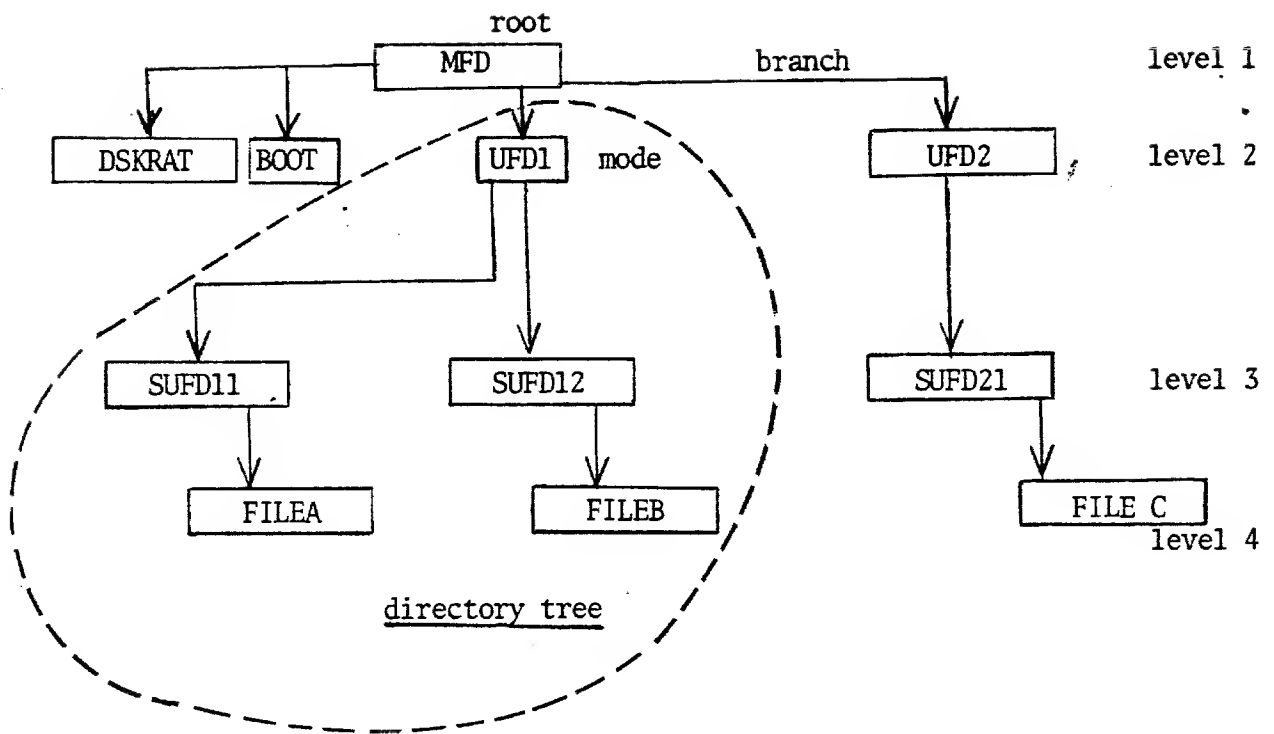 root
MFD branch level 1
DSKRAT BOOT UFD1 mode UFD2 level 2
SUFD11 SUFD12 SUFD21 level 3
FILEA FILEB FILE C
level 4
directory tree